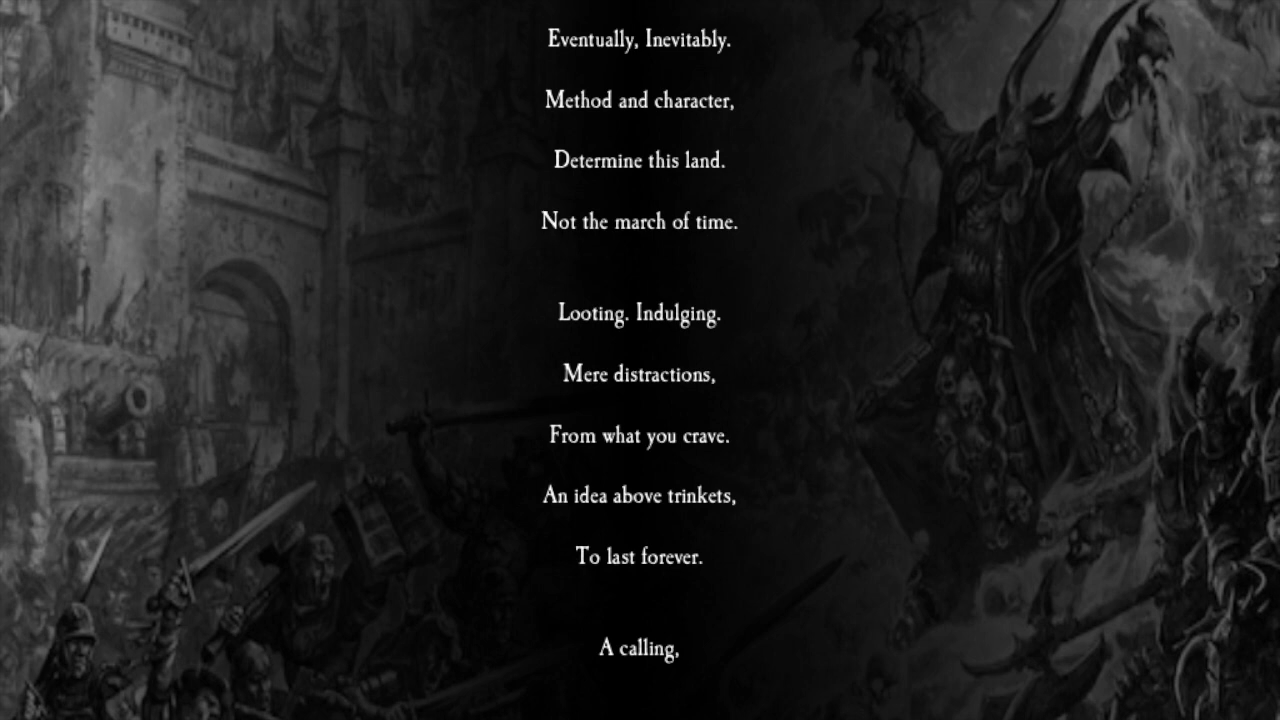 Eventually, Inevitably.
Method and character,
Determine this land.
Not the march of time.
Looting. Indulging.
Mere distractions,
From what you crave.
An idea above trinkets,
To last forever.
A calling,